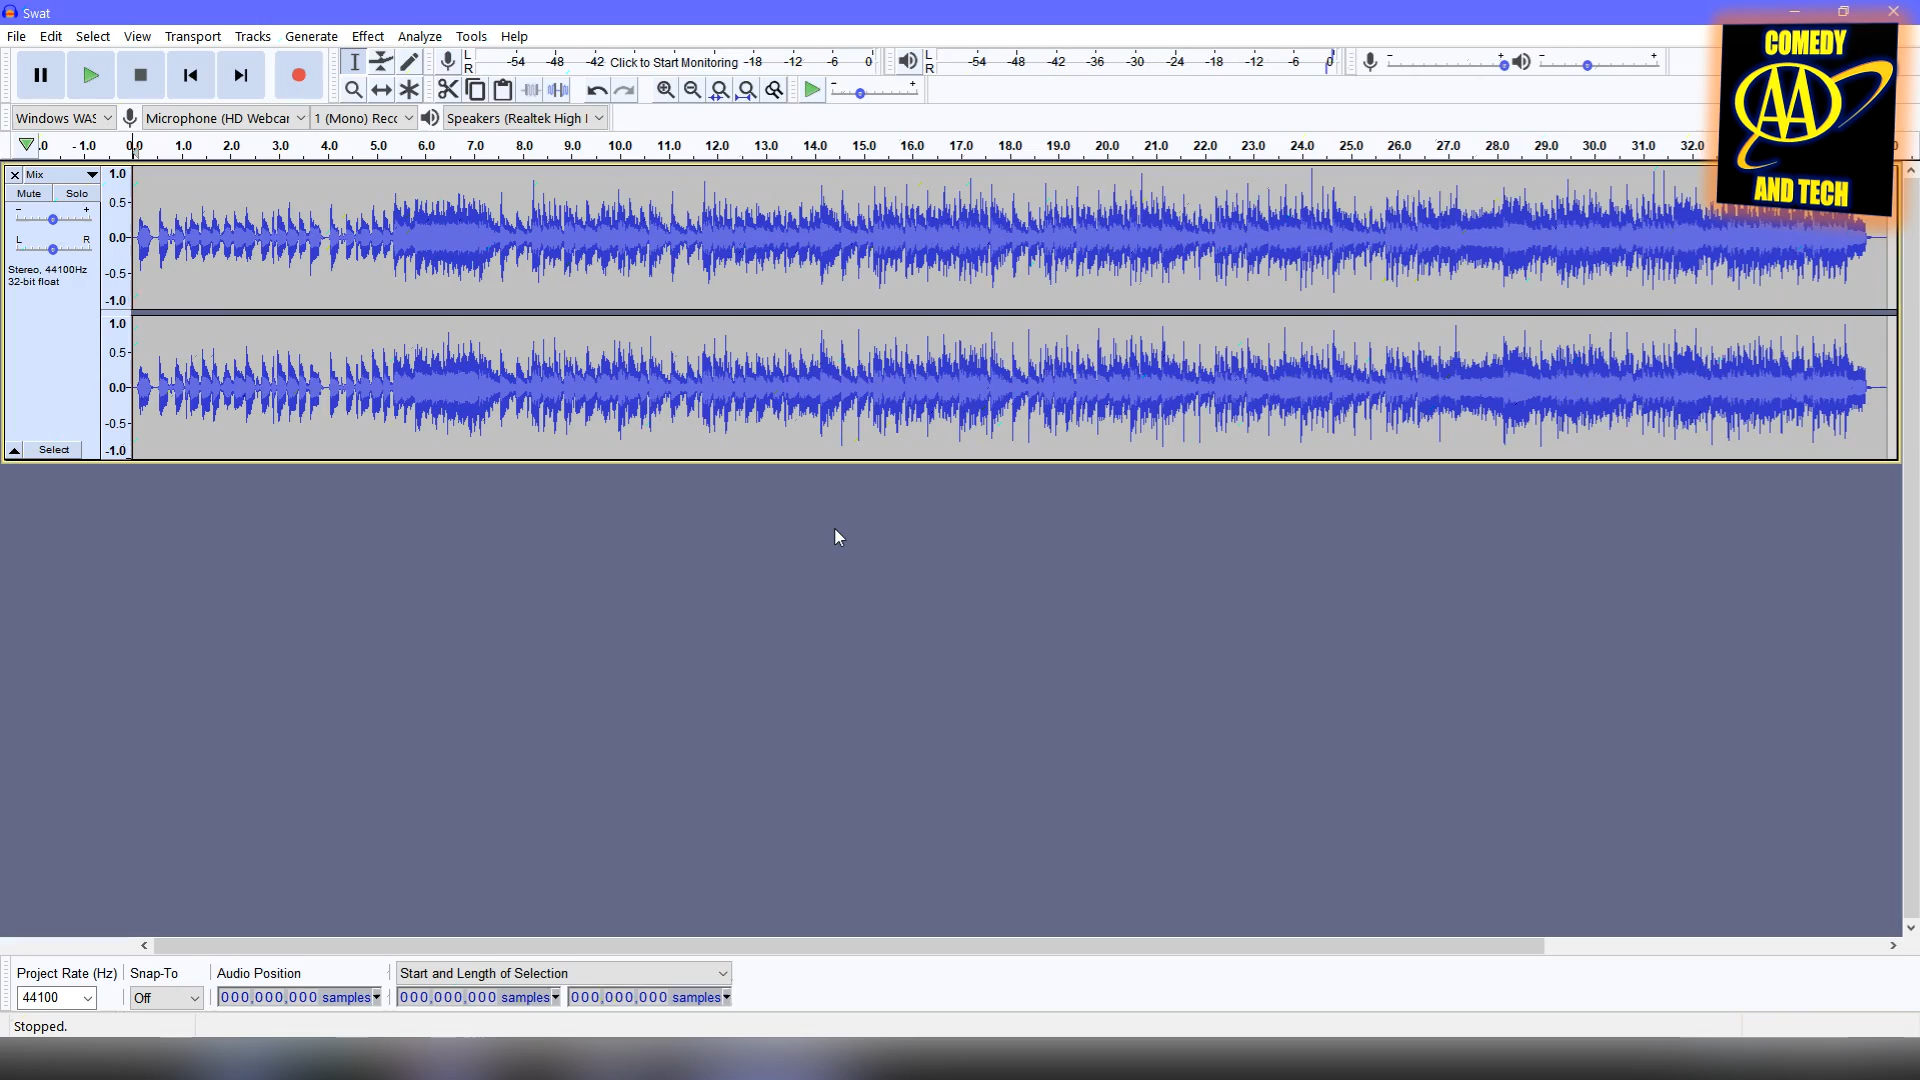 Swat
File Edit Select View Transport Tracks Generate Effect Analyze Tools Help
L
R
-54 -48 -42 Click to Start Monitoring -18 -12 -6 0
L
R
-54 -48 -42 -36 -30 -24 -18 -12 -6 0
Windows WAS Microphone (HD Webcar 1 (Mono) Recc Speakers (Realtek High I
.0 - 1.0 0.0 1.0 2.0 3.0 4.0 5.0 6.0 7.0 8.0 9.0 10.0 11.0 12.0 13.0 14.0 15.0 16.0 17.0 18.0 19.0 20.0 21.0 22.0 23.0 24.0 25.0 26.0 27.0 28.0 29.0 30.0 31.0 32.0
COMEDY
AA
AND TECH
Mix
Mute Solo
- +
L R
Stereo, 44100Hz
32-bit float
Select
1.0
0.5
0.0
-0.5
-1.0
1.0
0.5
0.0
-0.5
-1.0
Project Rate (Hz) Snap-To Audio Position Start and Length of Selection
44100 Off 000,000,000 samples 000,000,000 samples 000,000,000 samples
Stopped.